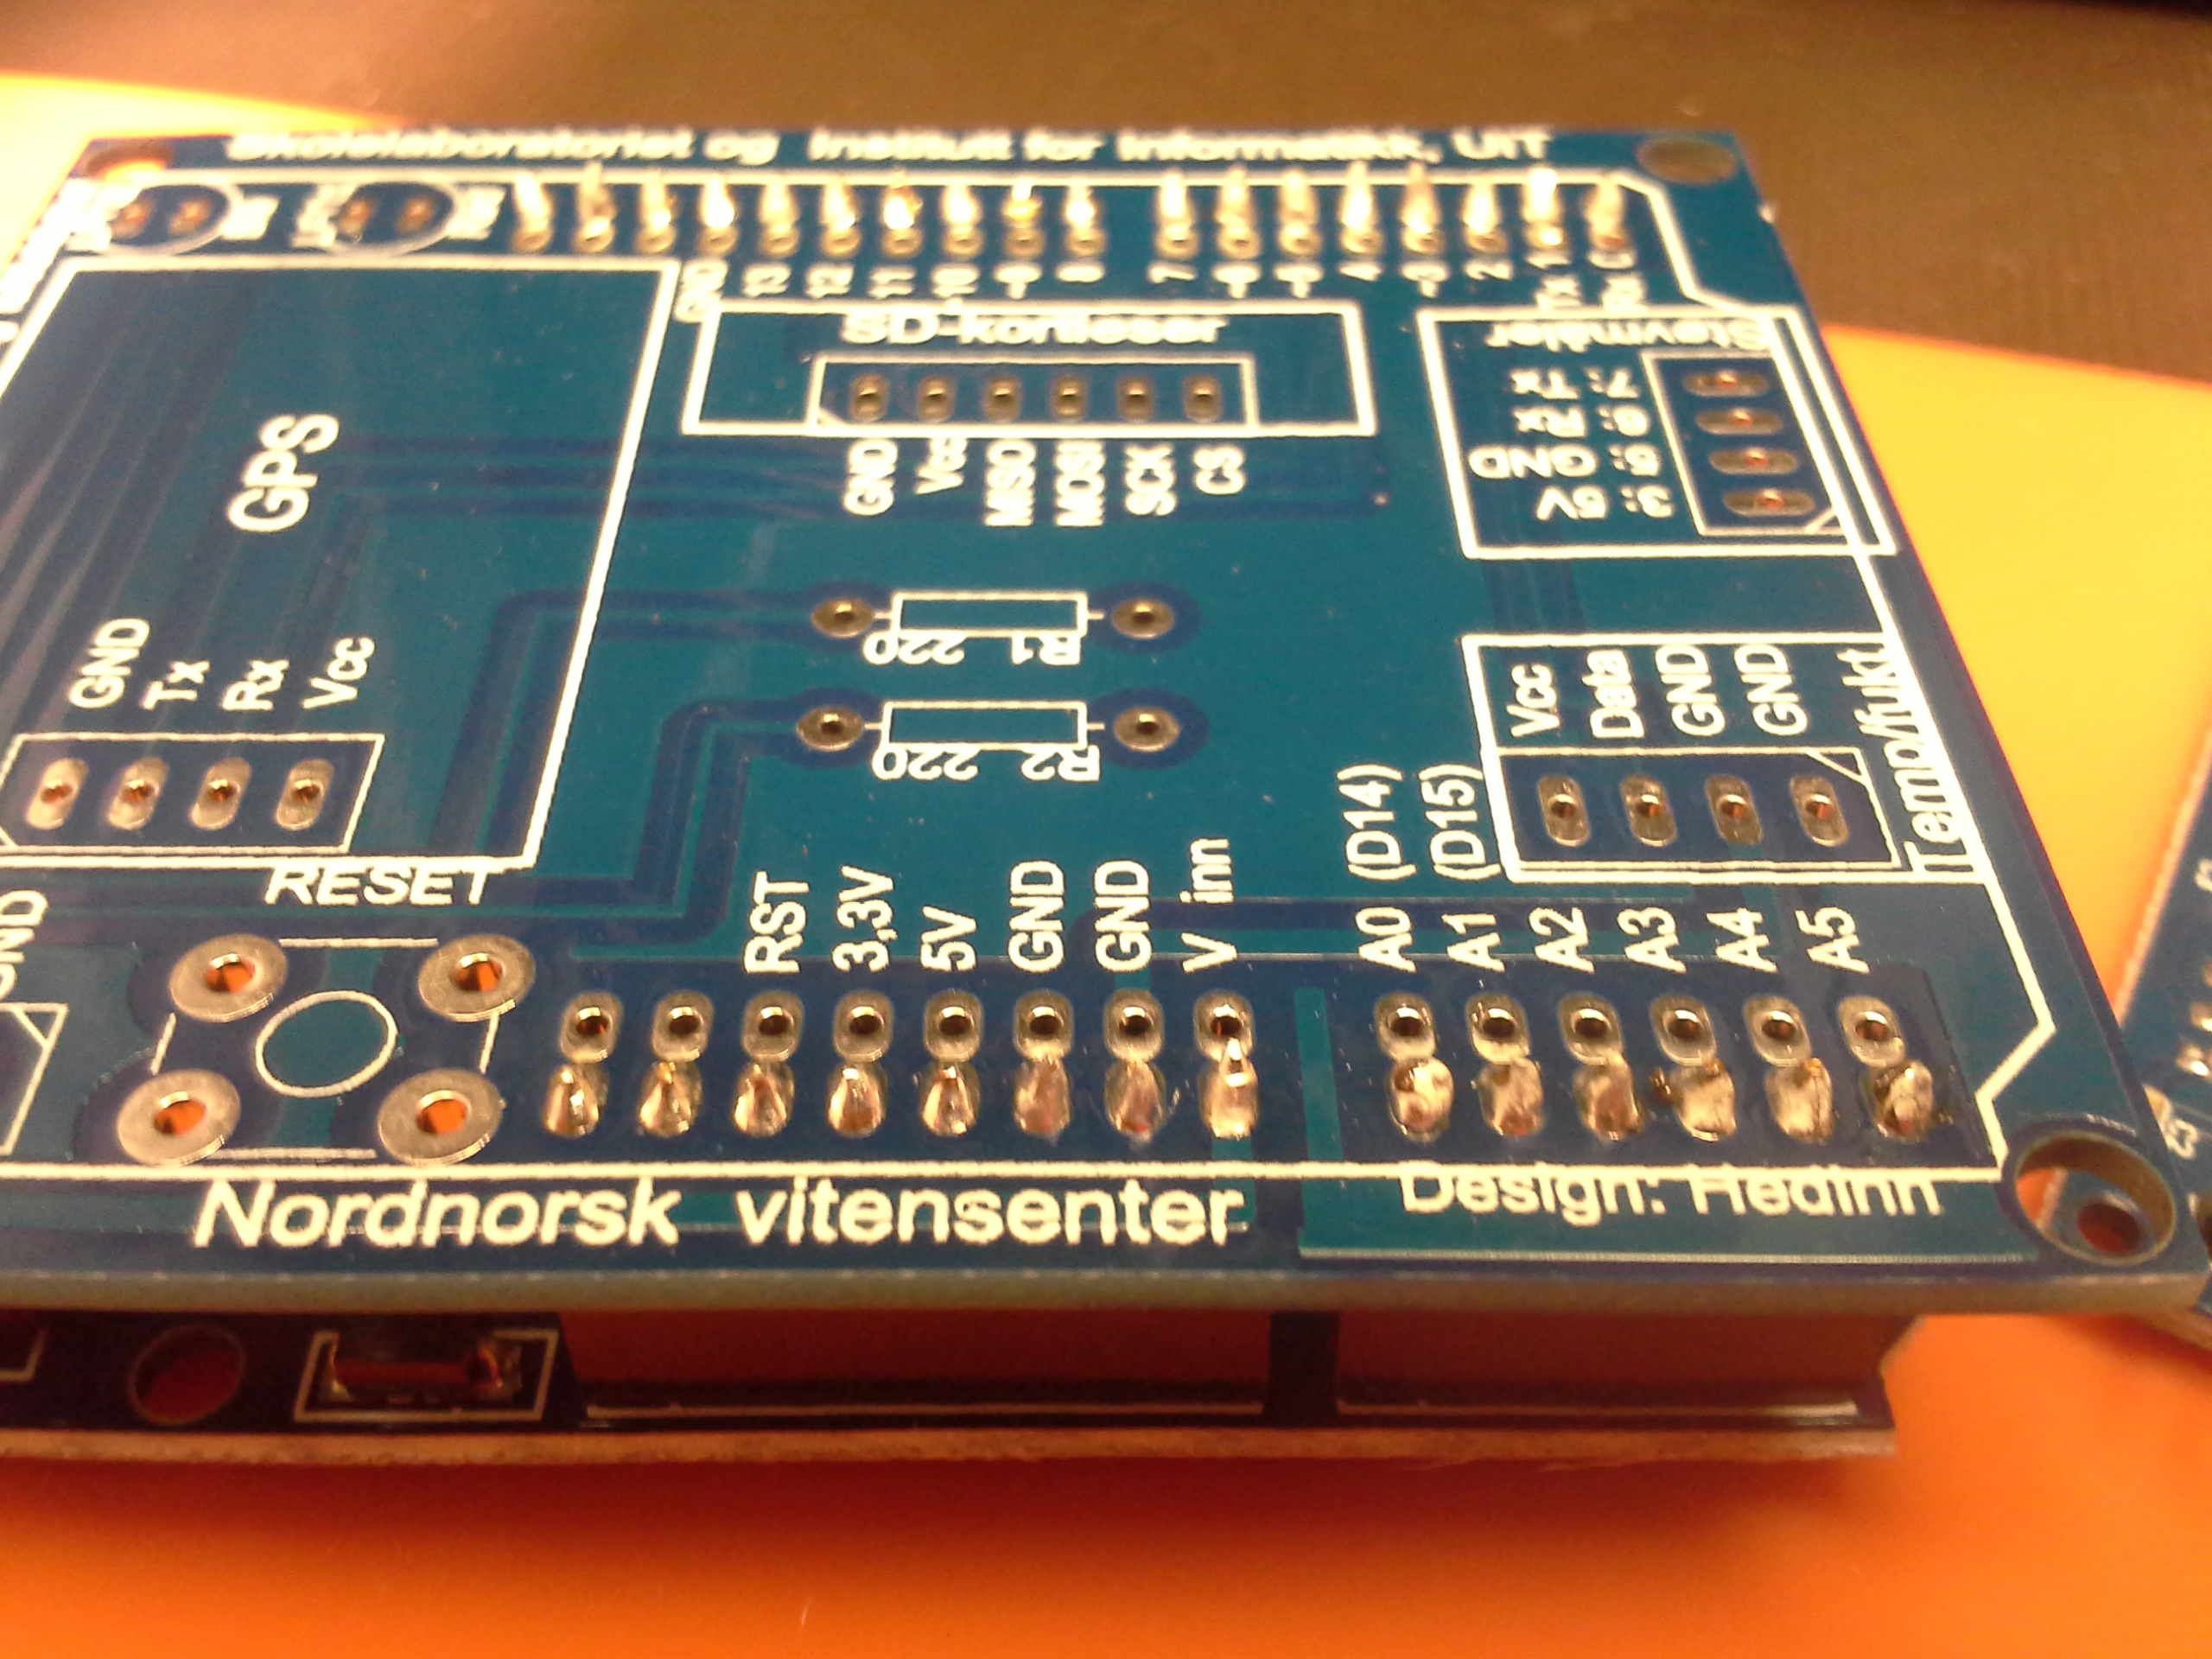 Skolelaboratoriet og Institutt for Informatikk, UiT
GND 13 12 11 10 ~9 8 7 ~6 ~5 4 ~3 2 Tx 1 Rx 0
SD-kortleser
GND Vcc MISO MOSI SCK CS
Støvmåler
7: Tx
6: Rx
5: GND
3: 5V
GPS
GND Tx Rx Vcc
220 R1
220 R2
Vcc Data GND GND
Temp/fukt
RESET
GND
RST 3,3V 5V GND GND V inn
A0 (D14) A1 (D15) A2 A3 A4 A5
Nordnorsk vitensenter
Design: Hedinn